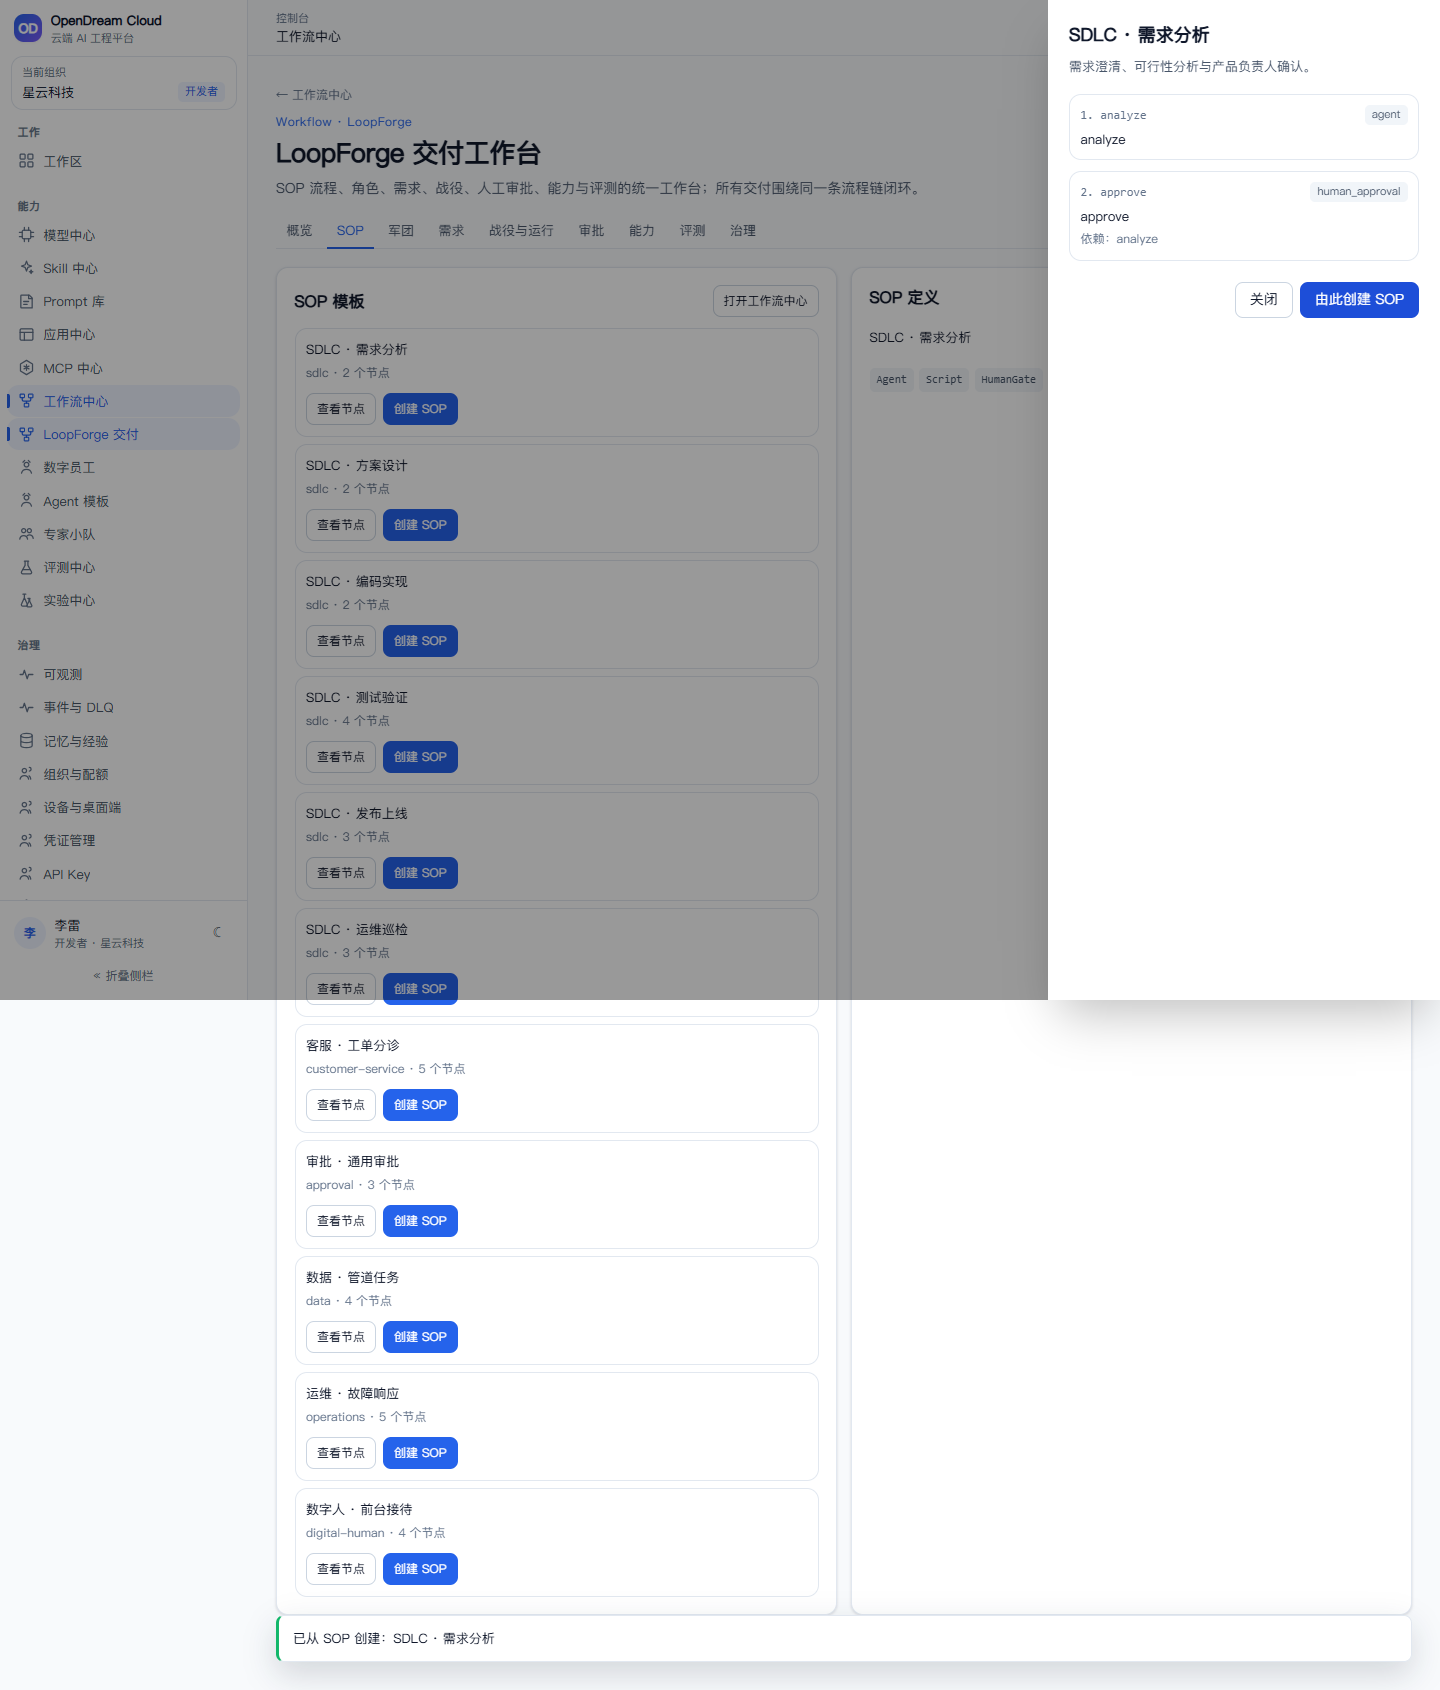 OD
OpenDream Cloud
云端 AI 工程平台
当前组织
星云科技
开发者
工作
工作区
能力
模型中心
Skill 中心
Prompt 库
应用中心
MCP 中心
工作流中心
LoopForge 交付
数字员工
Agent 模板
专家小队
评测中心
实验中心
治理
可观测
事件与 DLQ
记忆与经验
组织与配额
设备与桌面端
凭证管理
API Key
李
李雷
开发者 · 星云科技
« 折叠侧栏
控制台
工作流中心
← 工作流中心
Workflow · LoopForge
LoopForge 交付工作台
SOP 流程、角色、需求、战役、人工审批、能力与评测的统一工作台；所有交付围绕同一条流程链闭环。
概览 SOP 军团 需求 战役与运行 审批 能力 评测 治理
SOP 模板
打开工作流中心
SDLC · 需求分析
sdlc · 2 个节点
查看节点 创建 SOP
SDLC · 方案设计
sdlc · 2 个节点
查看节点 创建 SOP
SDLC · 编码实现
sdlc · 2 个节点
查看节点 创建 SOP
SDLC · 测试验证
sdlc · 4 个节点
查看节点 创建 SOP
SDLC · 发布上线
sdlc · 3 个节点
查看节点 创建 SOP
SDLC · 运维巡检
sdlc · 3 个节点
查看节点 创建 SOP
客服 · 工单分诊
customer-service · 5 个节点
查看节点 创建 SOP
审批 · 通用审批
approval · 3 个节点
查看节点 创建 SOP
数据 · 管道任务
data · 4 个节点
查看节点 创建 SOP
运维 · 故障响应
operations · 5 个节点
查看节点 创建 SOP
数字人 · 前台接待
digital-human · 4 个节点
查看节点 创建 SOP
SOP 定义
SDLC · 需求分析
Agent Script HumanGate
SDLC · 需求分析
需求澄清、可行性分析与产品负责人确认。
1. analyze
agent
analyze
2. approve
human_approval
approve
依赖：analyze
关闭 由此创建 SOP
已从 SOP 创建：SDLC · 需求分析